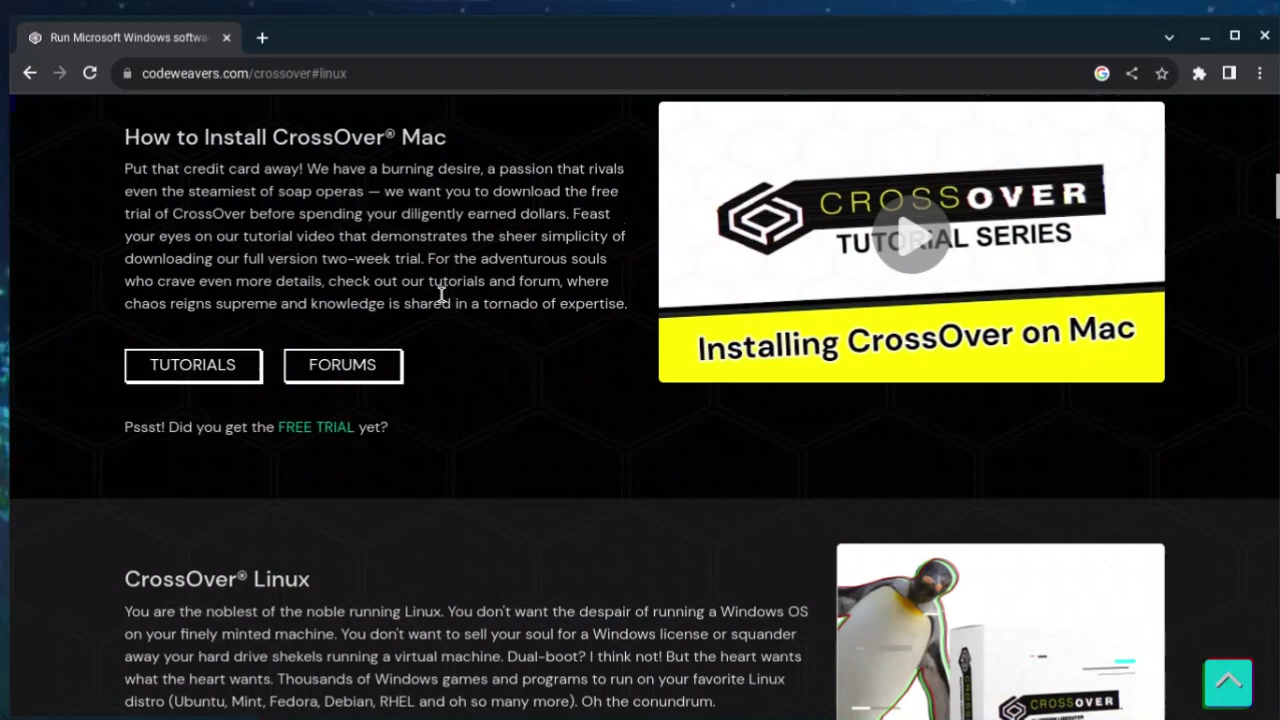 Run Microsoft Windows softwa
codeweavers.com/crossover#linux
How to Install CrossOver® Mac
Put that credit card away! We have a burning desire, a passion that rivals
even the steamiest of soap operas — we want you to download the free
trial of CrossOver before spending your diligently earned dollars. Feast
your eyes on our tutorial video that demonstrates the sheer simplicity of
downloading our full version two-week trial. For the adventurous souls
who crave even more details, check out our tutorials and forum, where
chaos reigns supreme and knowledge is shared in a tornado of expertise.
TUTORIALS
FORUMS
Pssst! Did you get the FREE TRIAL yet?
CROSSOVER
TUTORIAL SERIES
Installing CrossOver on Mac
CrossOver® Linux
You are the noblest of the noble running Linux. You don't want the despair of running a Windows OS
on your finely minted machine. You don't want to sell your soul for a Windows license or squander
away your hard drive shekels running a virtual machine. Dual-boot? I think not! But the heart wants
what the heart wants. Thousands of Windows games and programs to run on your favorite Linux
distro (Ubuntu, Mint, Fedora, Debian, RHEL, and oh so many more). Oh the conundrum.
CROSSOVER